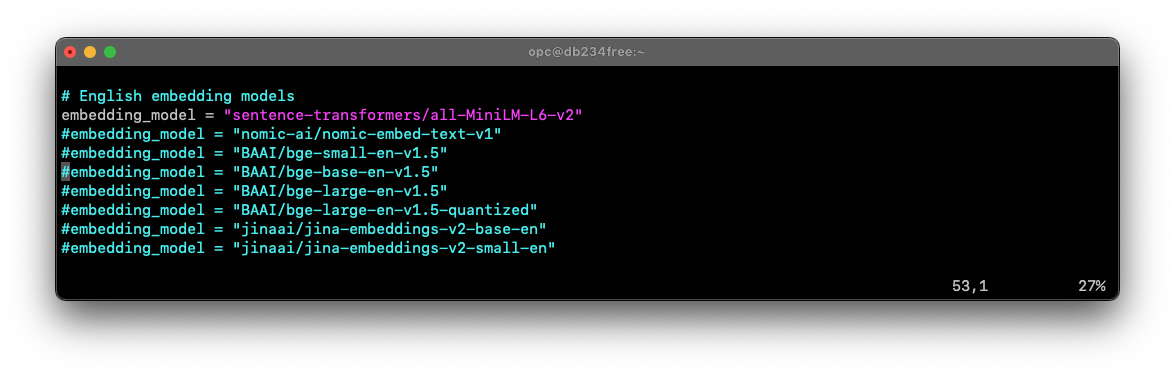 opc@db234free:~
# English embedding models
embedding_model = "sentence-transformers/all-MiniLM-L6-v2"
#embedding_model = "nomic-ai/nomic-embed-text-v1"
#embedding_model = "BAAI/bge-small-en-v1.5"
#embedding_model = "BAAI/bge-base-en-v1.5"
#embedding_model = "BAAI/bge-large-en-v1.5"
#embedding_model = "BAAI/bge-large-en-v1.5-quantized"
#embedding_model = "jinaai/jina-embeddings-v2-base-en"
#embedding_model = "jinaai/jina-embeddings-v2-small-en"
53,1 27%